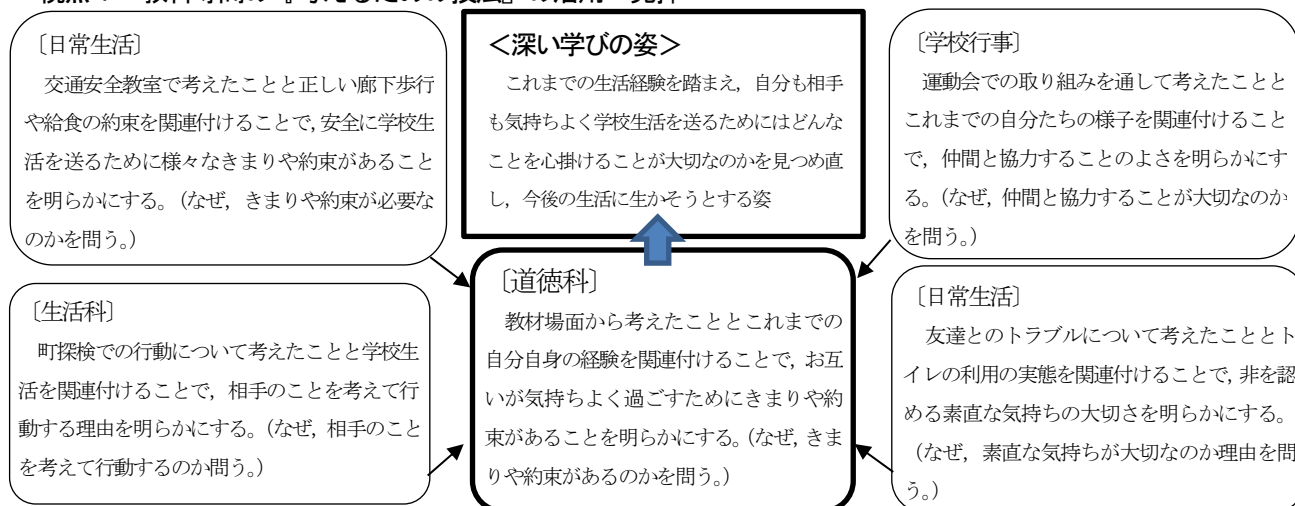 〔日常生活〕
交通安全教室で考えたことと正しい廊下歩行
や給食の約束を関連付けることで,安全に学校生
活を送るために様々なきまりや約束があること
を明らかにする。(なぜ,きまりや約束が必要な
のかを問う。)
<深い学びの姿>
これまでの生活経験を踏まえ,自分も相手
も気持ちよく学校生活を送るためにはどんな
ことを心掛けることが大切なのかを見つめ直
し,今後の生活に生かそうとする姿
〔学校行事〕
運動会での取り組みを通して考えたことと
これまでの自分たちの様子を関連付けること
で,仲間と協力することのよさを明らかにす
る。(なぜ,仲間と協力することが大切なのか
を問う。)
〔生活科〕
町探検での行動について考えたことと学校生
活を関連付けることで,相手のことを考えて行
動する理由を明らかにする。(なぜ,相手のこと
を考えて行動するのか問う。)
〔道徳科〕
教材場面から考えたこととこれまでの
自分自身の経験を関連付けることで,お互
いが気持ちよく過ごすためにきまりや約
束があることを明らかにする。(なぜ,きま
りや約束があるのかを問う。)
〔日常生活〕
友達とのトラブルについて考えたこととト
イレの利用の実態を関連付けることで,非を認
める素直な気持ちの大切さを明らかにする。
(なぜ,素直な気持ちが大切なのか理由を問
う。)